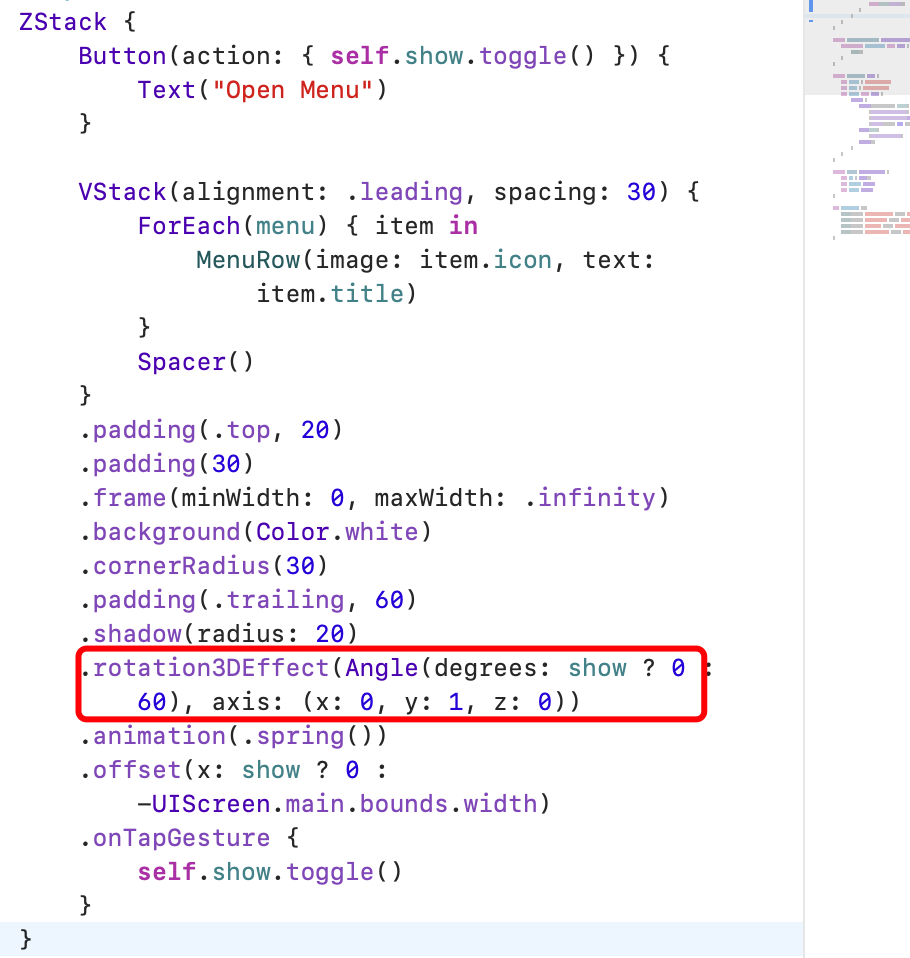 ZStack {
    Button(action: { self.show.toggle() }) {
        Text("Open Menu")
    }

    VStack(alignment: .leading, spacing: 30) {
        ForEach(menu) { item in
            MenuRow(image: item.icon, text:
                item.title)
        }
        Spacer()
    }
    .padding(.top, 20)
    .padding(30)
    .frame(minWidth: 0, maxWidth: .infinity)
    .background(Color.white)
    .cornerRadius(30)
    .padding(.trailing, 60)
    .shadow(radius: 20)
    .rotation3DEffect(Angle(degrees: show ? 0 :
        60), axis: (x: 0, y: 1, z: 0))
    .animation(.spring())
    .offset(x: show ? 0 :
        -UIScreen.main.bounds.width)
    .onTapGesture {
        self.show.toggle()
    }
}